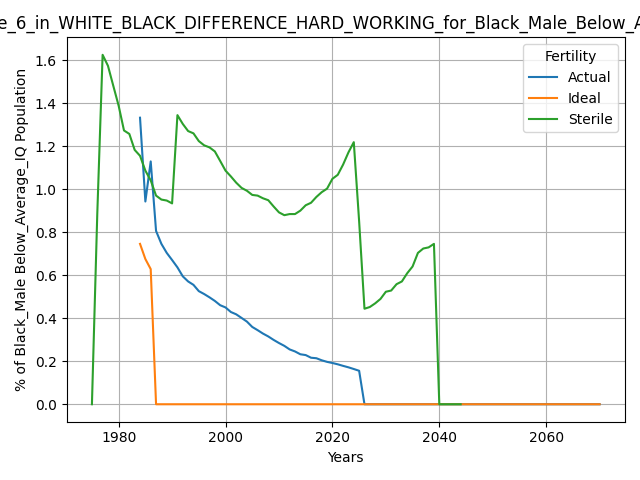 e_6_in_WHITE_BLACK_DIFFERENCE_HARD_WORKING_for_Black_Male_Below_A
Fertility
Actual
Ideal
Sterile
% of Black_Male Below_Average_IQ Population
1.6
1.4
1.2
1.0
0.8
0.6
0.4
0.2
0.0
1980 2000 2020 2040 2060
Years